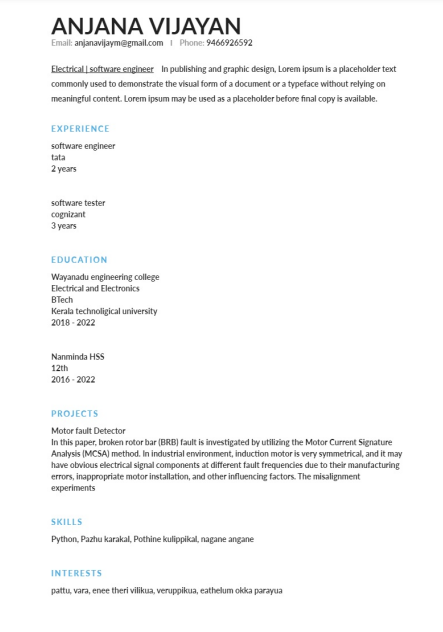 ANJANA VIJAYAN
Email: anjanavijaym@gmail.com | Phone: 9466926592
Electrical | software engineer In publishing and graphic design, Lorem ipsum is a placeholder text
commonly used to demonstrate the visual form of a document or a typeface without relying on
meaningful content. Lorem ipsum may be used as a placeholder before final copy is available.
EXPERIENCE
software engineer
tata
2 years
software tester
cognizant
3 years
EDUCATION
Wayanadu engineering college
Electrical and Electronics
BTech
Kerala technoligical university
2018 - 2022
Nanminda HSS
12th
2016 - 2022
PROJECTS
Motor fault Detector
In this paper, broken rotor bar (BRB) fault is investigated by utilizing the Motor Current Signature
Analysis (MCSA) method. In industrial environment, induction motor is very symmetrical, and it may
have obvious electrical signal components at different fault frequencies due to their manufacturing
errors, inappropriate motor installation, and other influencing factors. The misalignment
experiments
SKILLS
Python, Pazhu karakal, Pothine kulippikal, nagane angane
INTERESTS
pattu, vara, enee theri vilikua, veruppikua, eathelum okka parayua